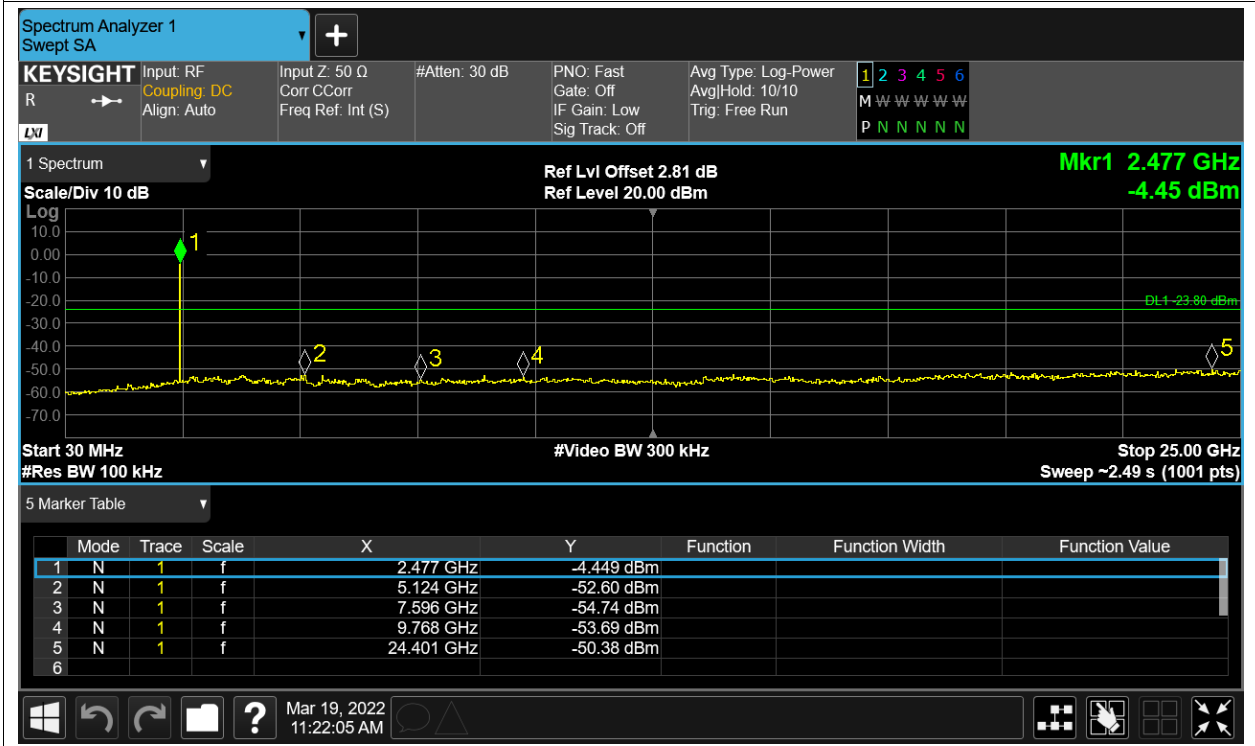 Spectrum Analyzer 1
Swept SA
KEYSIGHT
R
LXI
Input: RF
Coupling: DC
Align: Auto
Input Z: 50 Ω
Corr CCorr
Freq Ref: Int (S)
#Atten: 30 dB
PNO: Fast
Gate: Off
IF Gain: Low
Sig Track: Off
Avg Type: Log-Power
Avg|Hold: 10/10
Trig: Free Run
1 2 3 4 5 6
M W W W W W W
P N N N N N N
1 Spectrum
Scale/Div 10 dB
Log
Ref Lvl Offset 2.81 dB
Ref Level 20.00 dBm
Mkr1 2.477 GHz
-4.45 dBm
10.0
0.00
-10.0
-20.0
-30.0
-40.0
-50.0
-60.0
-70.0
1
2
3
4
5
DL1 -23.80 dBm
Start 30 MHz
#Res BW 100 kHz
#Video BW 300 kHz
Stop 25.00 GHz
Sweep ~2.49 s (1001 pts)
5 Marker Table
Mode Trace Scale X Y Function Function Width Function Value
1 N 1 f 2.477 GHz -4.449 dBm
2 N 1 f 5.124 GHz -52.60 dBm
3 N 1 f 7.596 GHz -54.74 dBm
4 N 1 f 9.768 GHz -53.69 dBm
5 N 1 f 24.401 GHz -50.38 dBm
6
?
Mar 19, 2022
11:22:05 AM